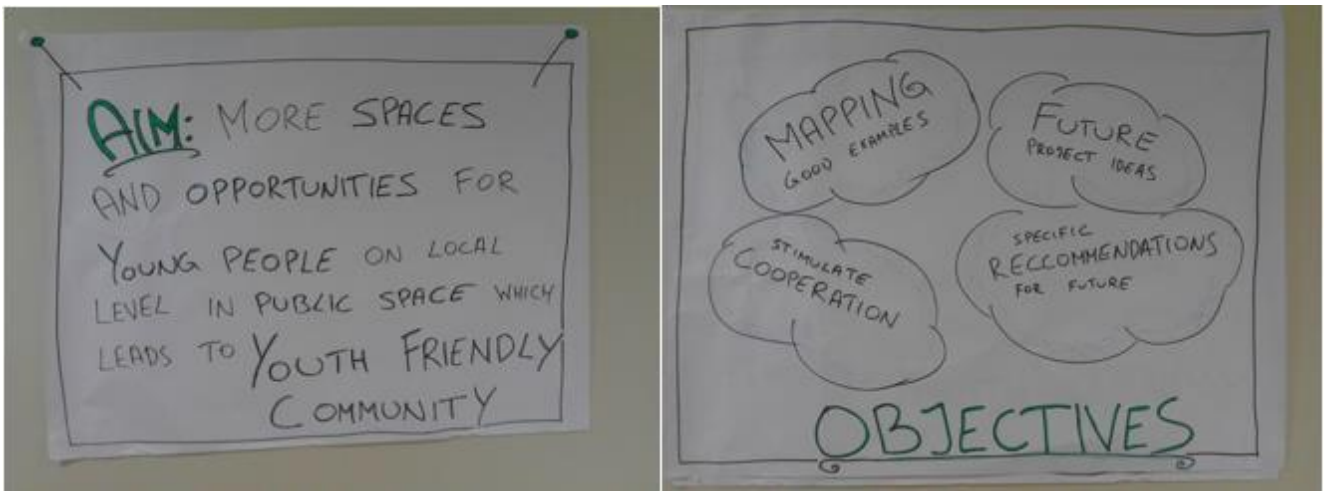 AIM: MORE SPACES
AND OPPORTUNITIES FOR
YOUNG PEOPLE ON LOCAL
LEVEL IN PUBLIC SPACE WHICH
LEADS TO YOUTH FRIENDLY
COMMUNITY
MAPPING
GOOD EXAMPLES
FUTURE
PROJECT IDEAS
STIMULATE
COOPERATION
SPECIFIC
RECCOMMENDATIONS
FOR FUTURE
OBJECTIVES